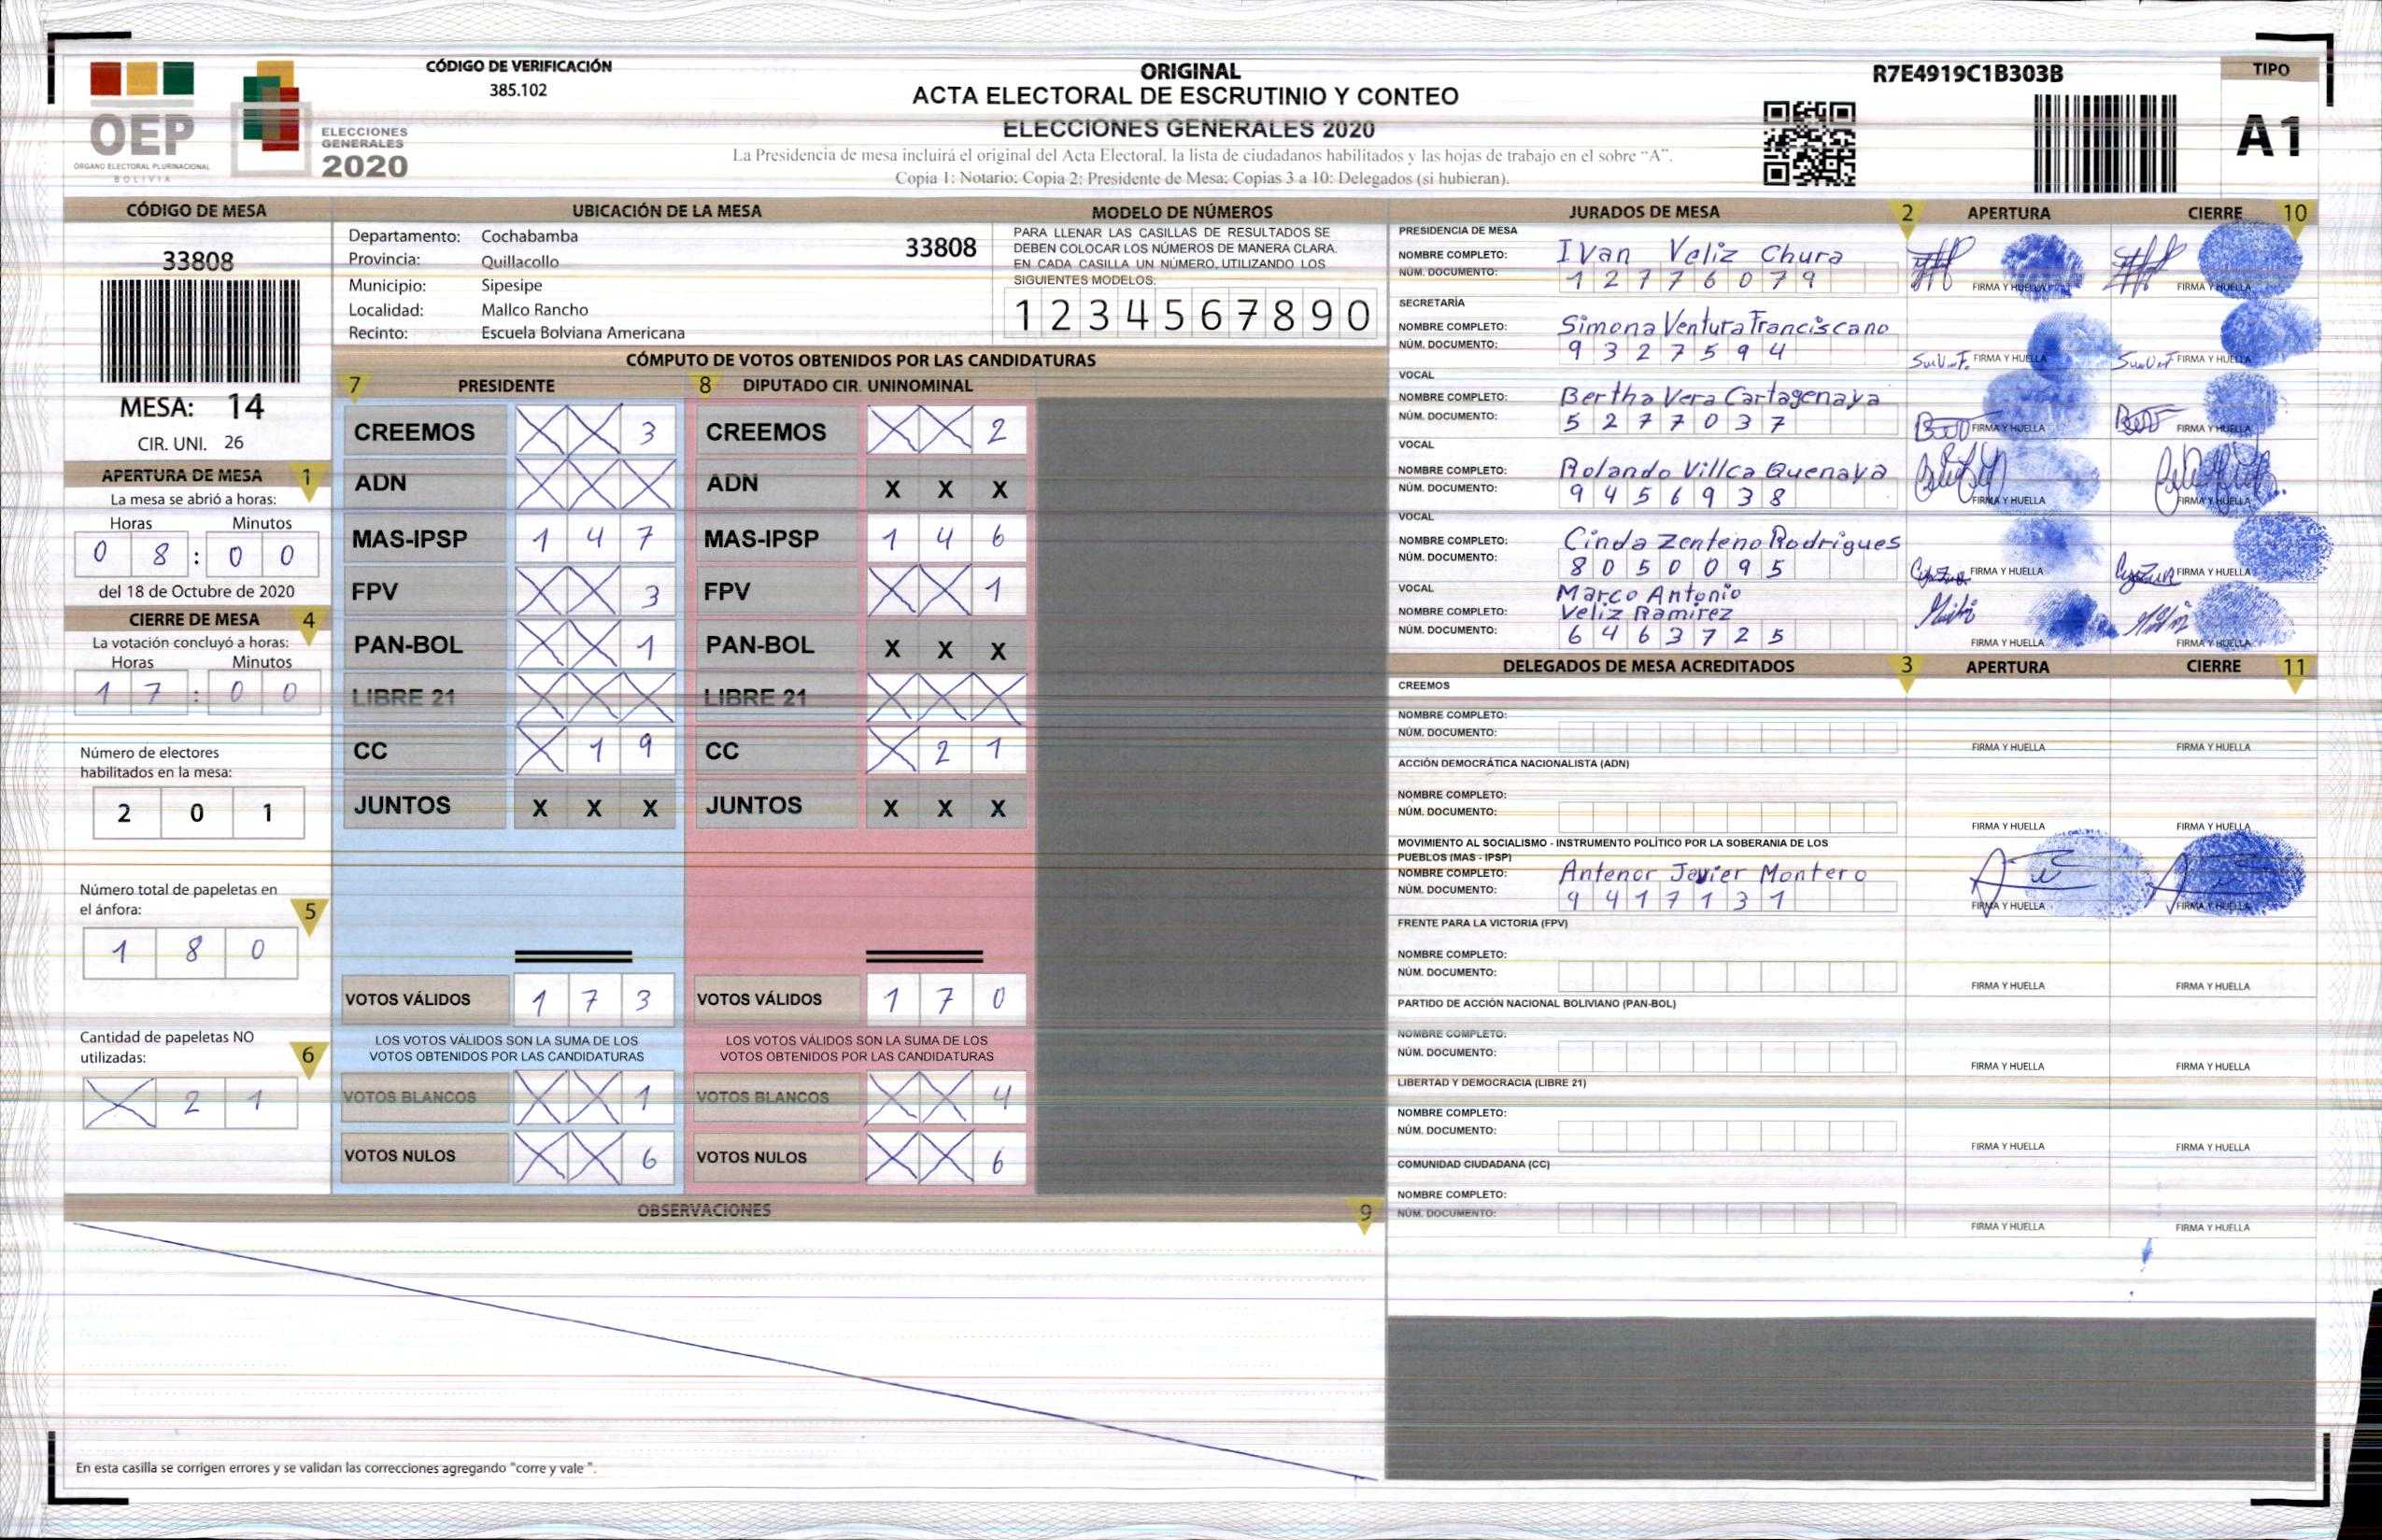 CÓDIGO DE VERIFICACIÓN
385.102
ORIGINAL
ACTA ELECTORAL DE ESCRUTINIO Y CONTEO
ELECCIONES GENERALES 2020
La Presidencia de mesa incluirá el original del Acta Electoral, la lista de ciudadanos habilitados y las hojas de trabajo en el sobre “A”.
Copia 1: Notario; Copia 2: Presidente de Mesa; Copias 3 a 10: Delegados (si hubieran).
R7E4919C1B303B
TIPO
A1
OEP
ÓRGANO ELECTORAL PLURINACIONAL
BOLIVIA
ELECCIONES
GENERALES
2020
CÓDIGO DE MESA
33808
MESA: 14
CIR. UNI. 26
APERTURA DE MESA 1
La mesa se abrió a horas:
Horas Minutos
0 8 : 0 0
del 18 de Octubre de 2020
CIERRE DE MESA 4
La votación concluyó a horas:
Horas Minutos
1 7 : 0 0
Número de electores
habilitados en la mesa:
2 0 1
Número total de papeletas en
el ánfora: 5
1 8 0
Cantidad de papeletas NO
utilizadas: 6
X 2 1
UBICACIÓN DE LA MESA
Departamento: Cochabamba
Provincia: Quillacollo
Municipio: Sipesipe
Localidad: Mallco Rancho
Recinto: Escuela Bolviana Americana
33808
MODELO DE NÚMEROS
PARA LLENAR LAS CASILLAS DE RESULTADOS SE
DEBEN COLOCAR LOS NÚMEROS DE MANERA CLARA.
EN CADA CASILLA UN NÚMERO, UTILIZANDO LOS
SIGUIENTES MODELOS:
1 2 3 4 5 6 7 8 9 0
CÓMPUTO DE VOTOS OBTENIDOS POR LAS CANDIDATURAS
7 PRESIDENTE 8 DIPUTADO CIR. UNINOMINAL
CREEMOS X X 3 CREEMOS X X 2
ADN X X X ADN X X X
MAS-IPSP 1 4 7 MAS-IPSP 1 4 6
FPV X X 3 FPV X X 1
PAN-BOL X X 1 PAN-BOL X X X
LIBRE 21 X X X LIBRE 21 X X X
CC X 1 9 CC X 2 1
JUNTOS X X X JUNTOS X X X
VOTOS VÁLIDOS 1 7 3 VOTOS VÁLIDOS 1 7 0
LOS VOTOS VÁLIDOS SON LA SUMA DE LOS LOS VOTOS VÁLIDOS SON LA SUMA DE LOS
VOTOS OBTENIDOS POR LAS CANDIDATURAS VOTOS OBTENIDOS POR LAS CANDIDATURAS
VOTOS BLANCOS X X 1 VOTOS BLANCOS X X 4
VOTOS NULOS X X 6 VOTOS NULOS X X 6
OBSERVACIONES 9
En esta casilla se corrigen errores y se validan las correcciones agregando "corre y vale ".
JURADOS DE MESA 2 APERTURA CIERRE 10
PRESIDENCIA DE MESA
NOMBRE COMPLETO: Ivan Veliz Chura
NÚM. DOCUMENTO: 1 2 7 7 6 0 7 9 FIRMA Y HUELLA FIRMA Y HUELLA
SECRETARÍA
NOMBRE COMPLETO: Simona Ventura Franciscano
NÚM. DOCUMENTO: 9 3 2 7 5 9 4 FIRMA Y HUELLA FIRMA Y HUELLA
VOCAL
NOMBRE COMPLETO: Bertha Vera Cartagenaya
NÚM. DOCUMENTO: 5 2 7 7 0 3 7 FIRMA Y HUELLA FIRMA Y HUELLA
VOCAL
NOMBRE COMPLETO: Rolando Villca Quenaya
NÚM. DOCUMENTO: 9 4 5 6 9 3 8 FIRMA Y HUELLA FIRMA Y HUELLA
VOCAL
NOMBRE COMPLETO: Cinda Zenteno Rodrigues
NÚM. DOCUMENTO: 8 0 5 0 0 9 5 FIRMA Y HUELLA FIRMA Y HUELLA
VOCAL Marco Antonio
NOMBRE COMPLETO: Veliz Ramirez
NÚM. DOCUMENTO: 6 4 6 3 7 2 5 FIRMA Y HUELLA FIRMA Y HUELLA
DELEGADOS DE MESA ACREDITADOS 3 APERTURA CIERRE 11
CREEMOS
NOMBRE COMPLETO:
NÚM. DOCUMENTO: FIRMA Y HUELLA FIRMA Y HUELLA
ACCIÓN DEMOCRÁTICA NACIONALISTA (ADN)
NOMBRE COMPLETO:
NÚM. DOCUMENTO: FIRMA Y HUELLA FIRMA Y HUELLA
MOVIMIENTO AL SOCIALISMO - INSTRUMENTO POLÍTICO POR LA SOBERANIA DE LOS
PUEBLOS (MAS - IPSP)
NOMBRE COMPLETO: Antenor Javier Montero
NÚM. DOCUMENTO: 9 4 1 7 1 3 1 FIRMA Y HUELLA FIRMA Y HUELLA
FRENTE PARA LA VICTORIA (FPV)
NOMBRE COMPLETO:
NÚM. DOCUMENTO: FIRMA Y HUELLA FIRMA Y HUELLA
PARTIDO DE ACCIÓN NACIONAL BOLIVIANO (PAN-BOL)
NOMBRE COMPLETO:
NÚM. DOCUMENTO: FIRMA Y HUELLA FIRMA Y HUELLA
LIBERTAD Y DEMOCRACIA (LIBRE 21)
NOMBRE COMPLETO:
NÚM. DOCUMENTO: FIRMA Y HUELLA FIRMA Y HUELLA
COMUNIDAD CIUDADANA (CC)
NOMBRE COMPLETO:
NÚM. DOCUMENTO: FIRMA Y HUELLA FIRMA Y HUELLA